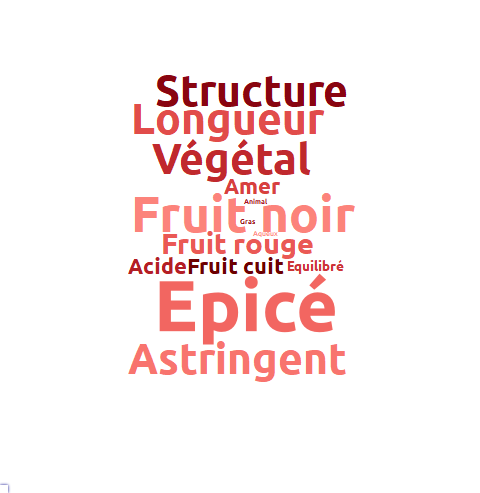 Structure
Longueur
Végétal
Amer
Animal
Fruit noir
Gras
Aqueux
Fruit rouge
Acide Fruit cuit Equilibré
Epicé
Astringent